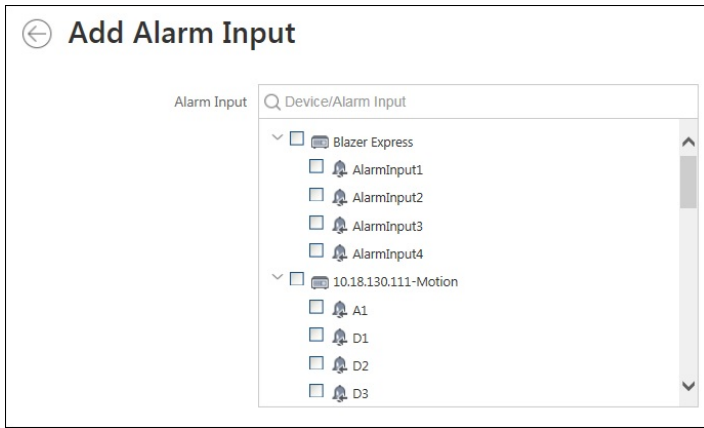 Add Alarm Input
Alarm Input
Device/Alarm Input
Blazer Express
AlarmInput1
AlarmInput2
AlarmInput3
AlarmInput4
10.18.130.111-Motion
A1
D1
D2
D3